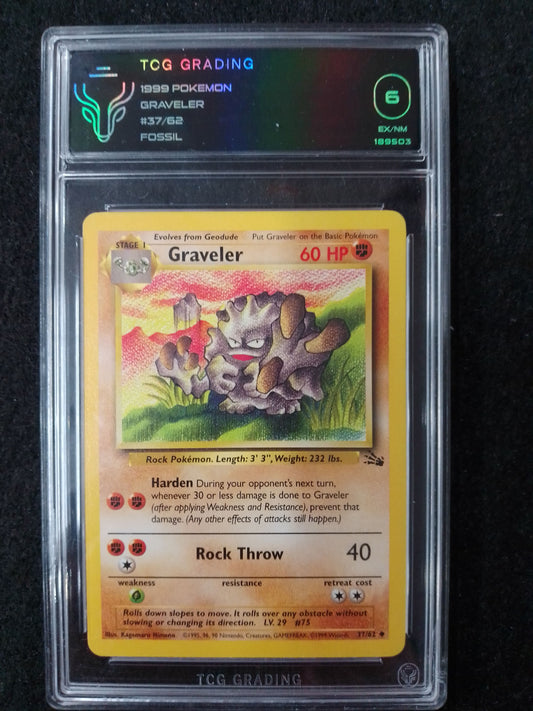 TCG GRADING
1999 POKEMON
GRAVELER
#37/62
FOSSIL
6
EX/NM
189503
Evolves from Geodude Put Graveler on the Basic Pokémon
STAGE 1
Graveler 60 HP
Rock Pokémon. Length: 3' 3", Weight: 232 lbs.
Harden During your opponent's next turn,
whenever 30 or less damage is done to Graveler
(after applying Weakness and Resistance), prevent that
damage. (Any other effects of attacks still happen.)
Rock Throw 40
weakness resistance retreat cost
Rolls down slopes to move. It rolls over any obstacle without
slowing or changing its direction. LV. 29 #75
Illus. Kagemaru Himeno ©1995, 96, 98 Nintendo, Creatures, GAMEFREAK. ©1999 Wizards. 37/62
TCG GRADING